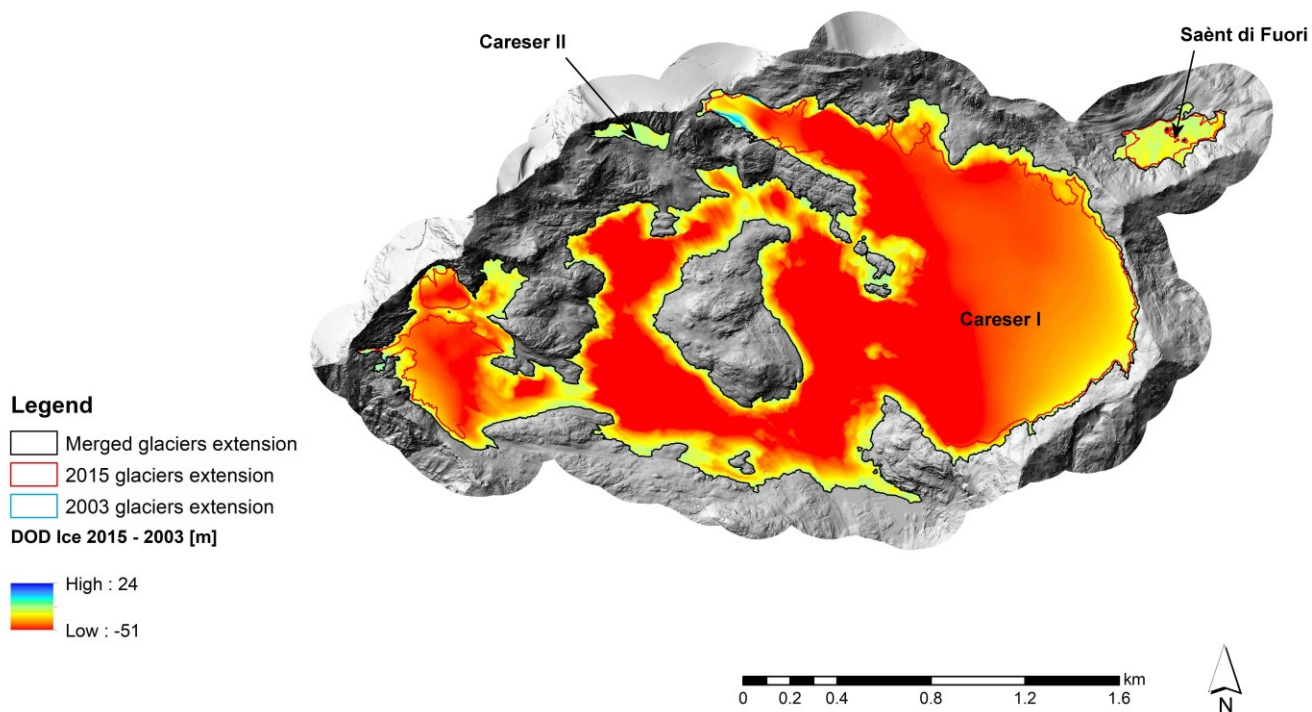 Careser II
Saènt di Fuori
Careser I
Legend
Merged glaciers extension
2015 glaciers extension
2003 glaciers extension
DOD Ice 2015 - 2003 [m]
High : 24
Low : -51
km
0 0.2 0.4 0.8 1.2 1.6
N